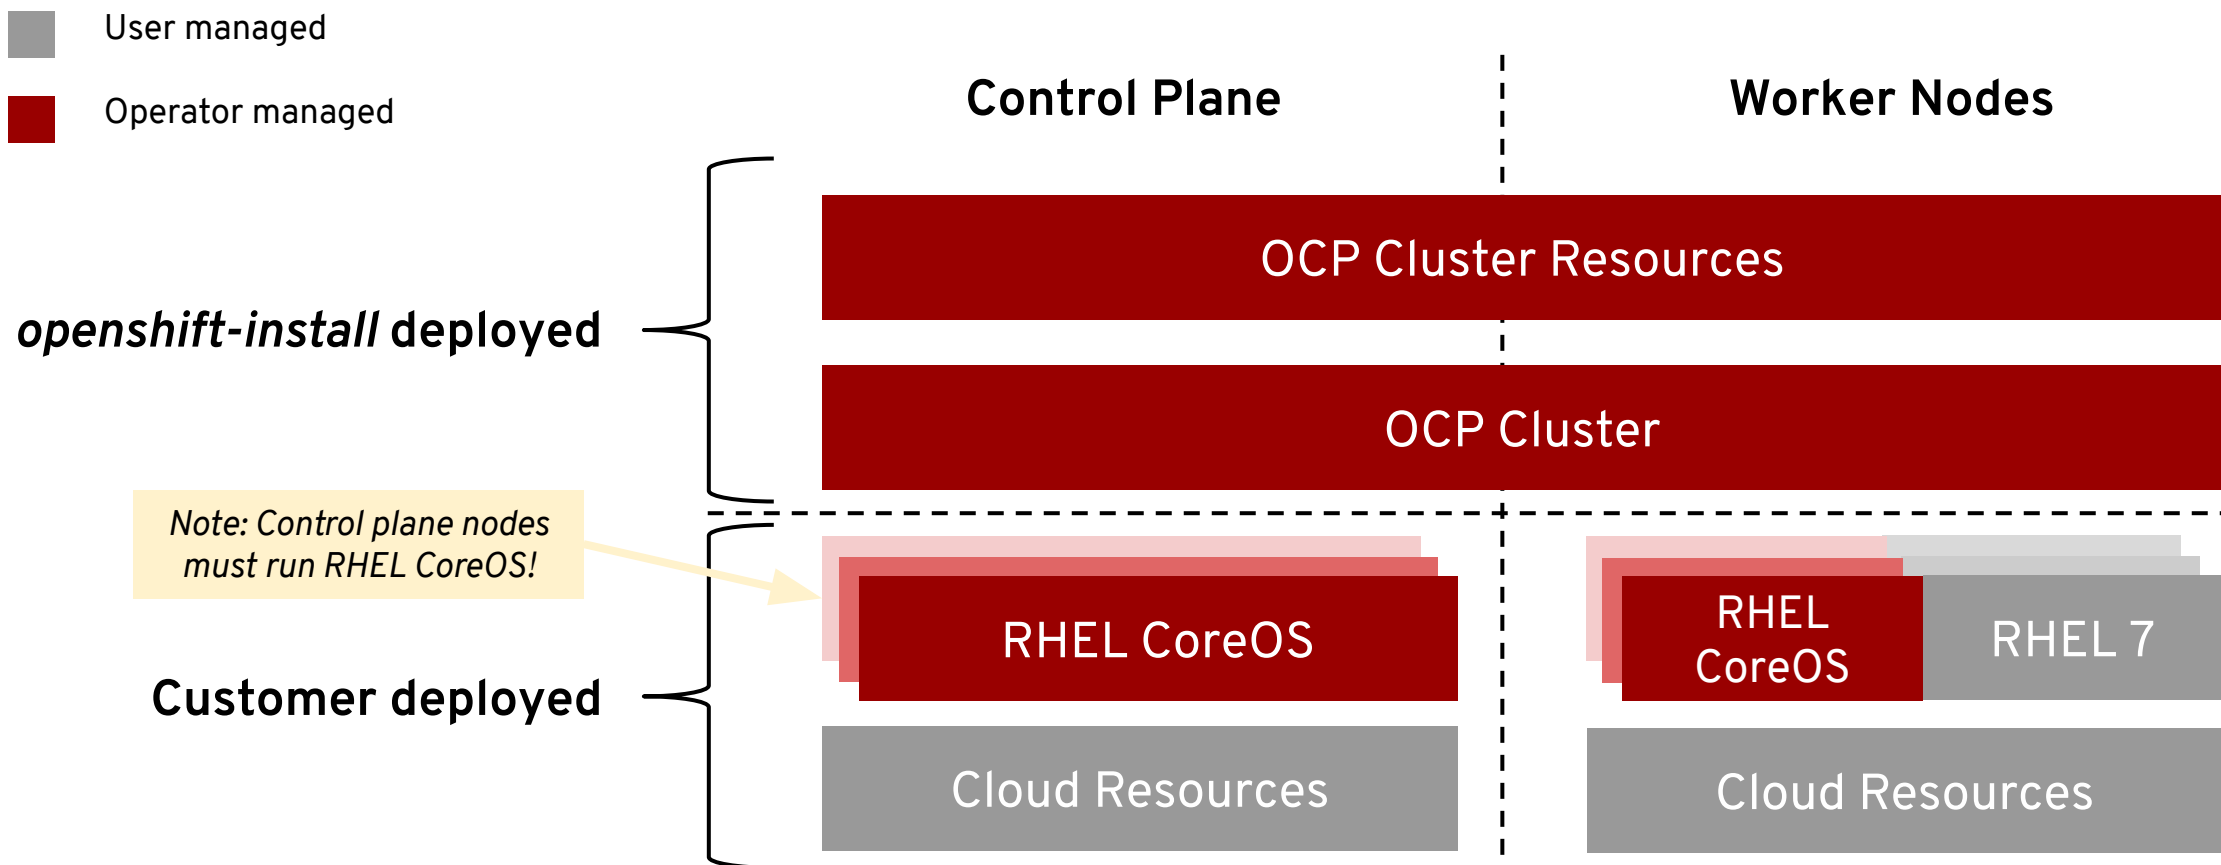 User managed
Operator managed
Control Plane
Worker Nodes
OCP Cluster Resources
openshift-install deployed
OCP Cluster
Note: Control plane nodes
must run RHEL CoreOS!
RHEL CoreOS
RHEL
CoreOS
RHEL 7
Customer deployed
Cloud Resources
Cloud Resources